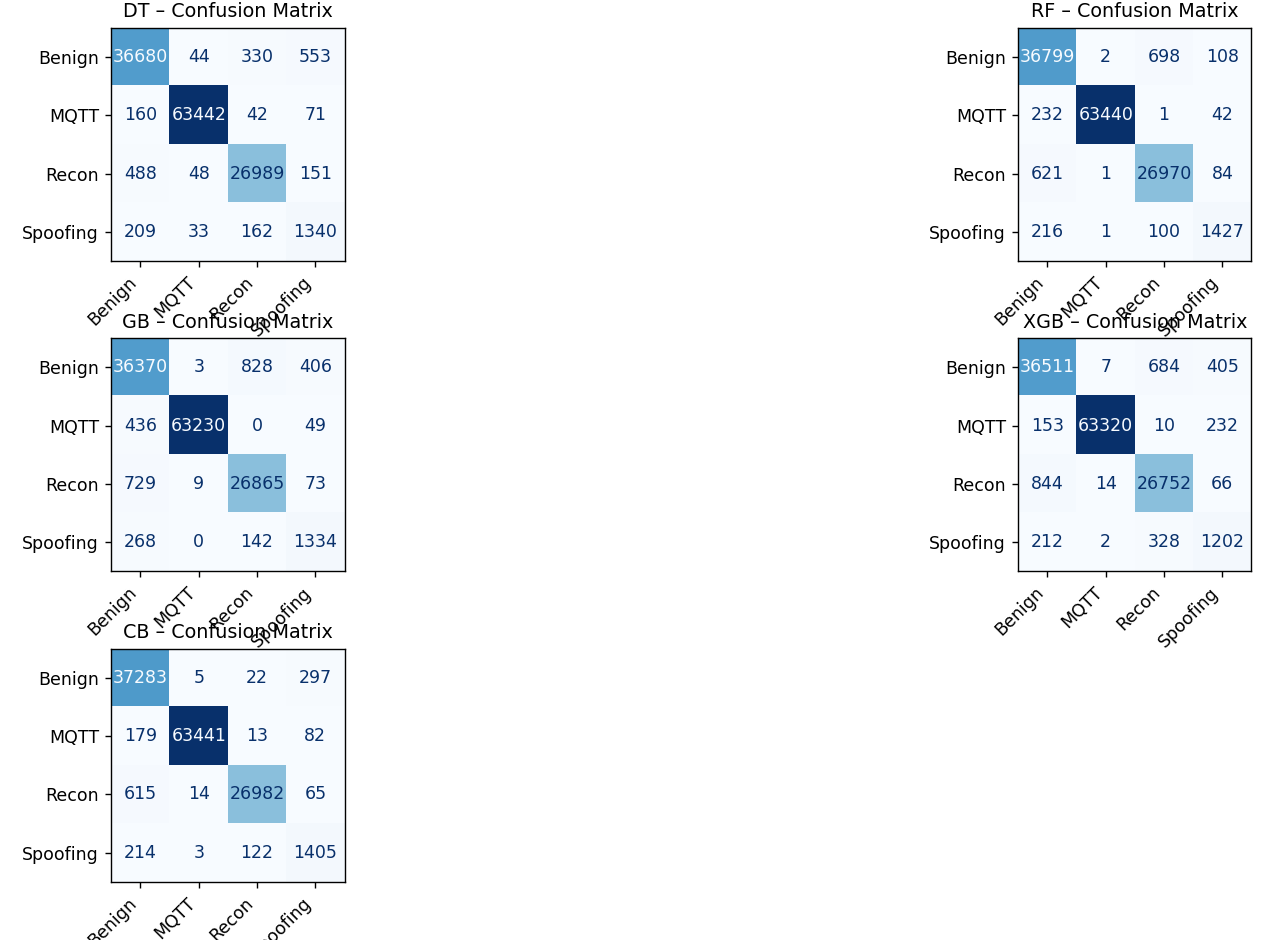 DT – Confusion Matrix
Benign 36680 44 330 553
MQTT 160 63442 42 71
Recon 488 48 26989 151
Spoofing 209 33 162 1340
Benign MQTT Recon Spoofing
RF – Confusion Matrix
Benign 36799 2 698 108
MQTT 232 63440 1 42
Recon 621 1 26970 84
Spoofing 216 1 100 1427
Benign MQTT Recon Spoofing
GB – Confusion Matrix
Benign 36370 3 828 406
MQTT 436 63230 0 49
Recon 729 9 26865 73
Spoofing 268 0 142 1334
Benign MQTT Recon Spoofing
XGB – Confusion Matrix
Benign 36511 7 684 405
MQTT 153 63320 10 232
Recon 844 14 26752 66
Spoofing 212 2 328 1202
Benign MQTT Recon Spoofing
CB – Confusion Matrix
Benign 37283 5 22 297
MQTT 179 63441 13 82
Recon 615 14 26982 65
Spoofing 214 3 122 1405
Benign MQTT Recon oofing